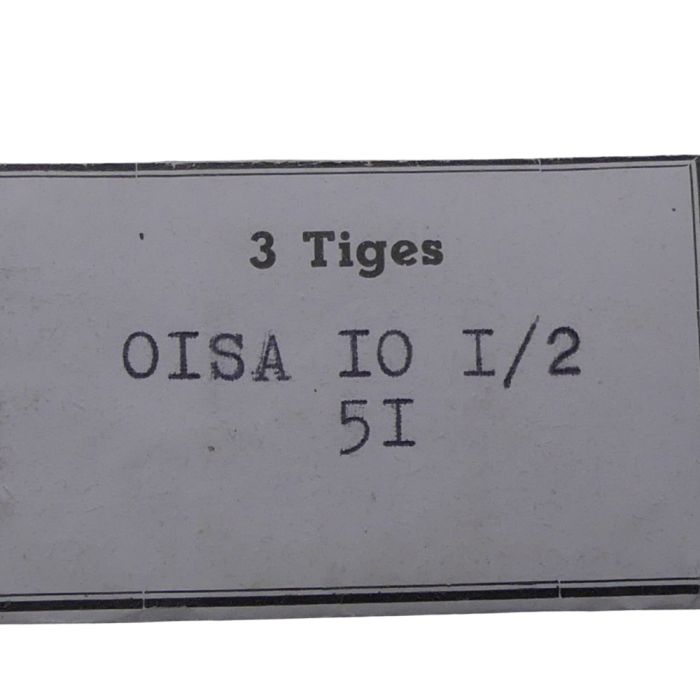 3 Tiges
OISA IO I/2
5I